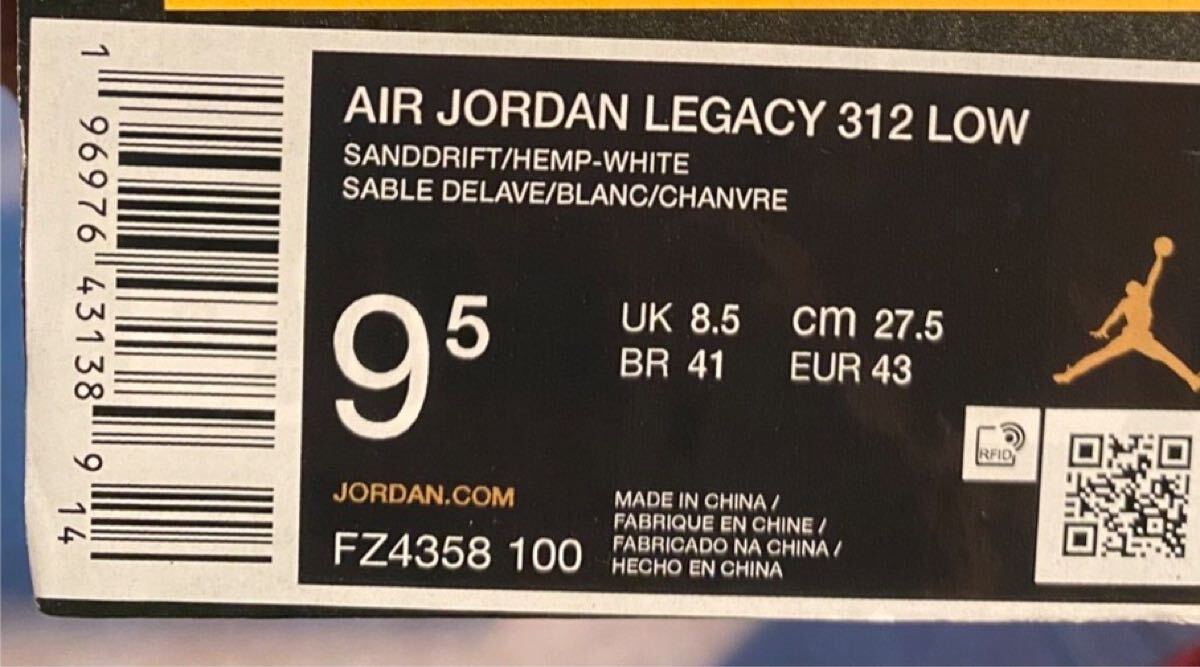 1 96976 43138 9 14
AIR JORDAN LEGACY 312 LOW
SANDDRIFT/HEMP-WHITE
SABLE DELAVE/BLANC/CHANVRE
9⁵
UK 8.5 cm 27.5
BR 41 EUR 43
RFID
JORDAN.COM
FZ4358 100
MADE IN CHINA /
FABRIQUE EN CHINE /
FABRICADO NA CHINA /
HECHO EN CHINA